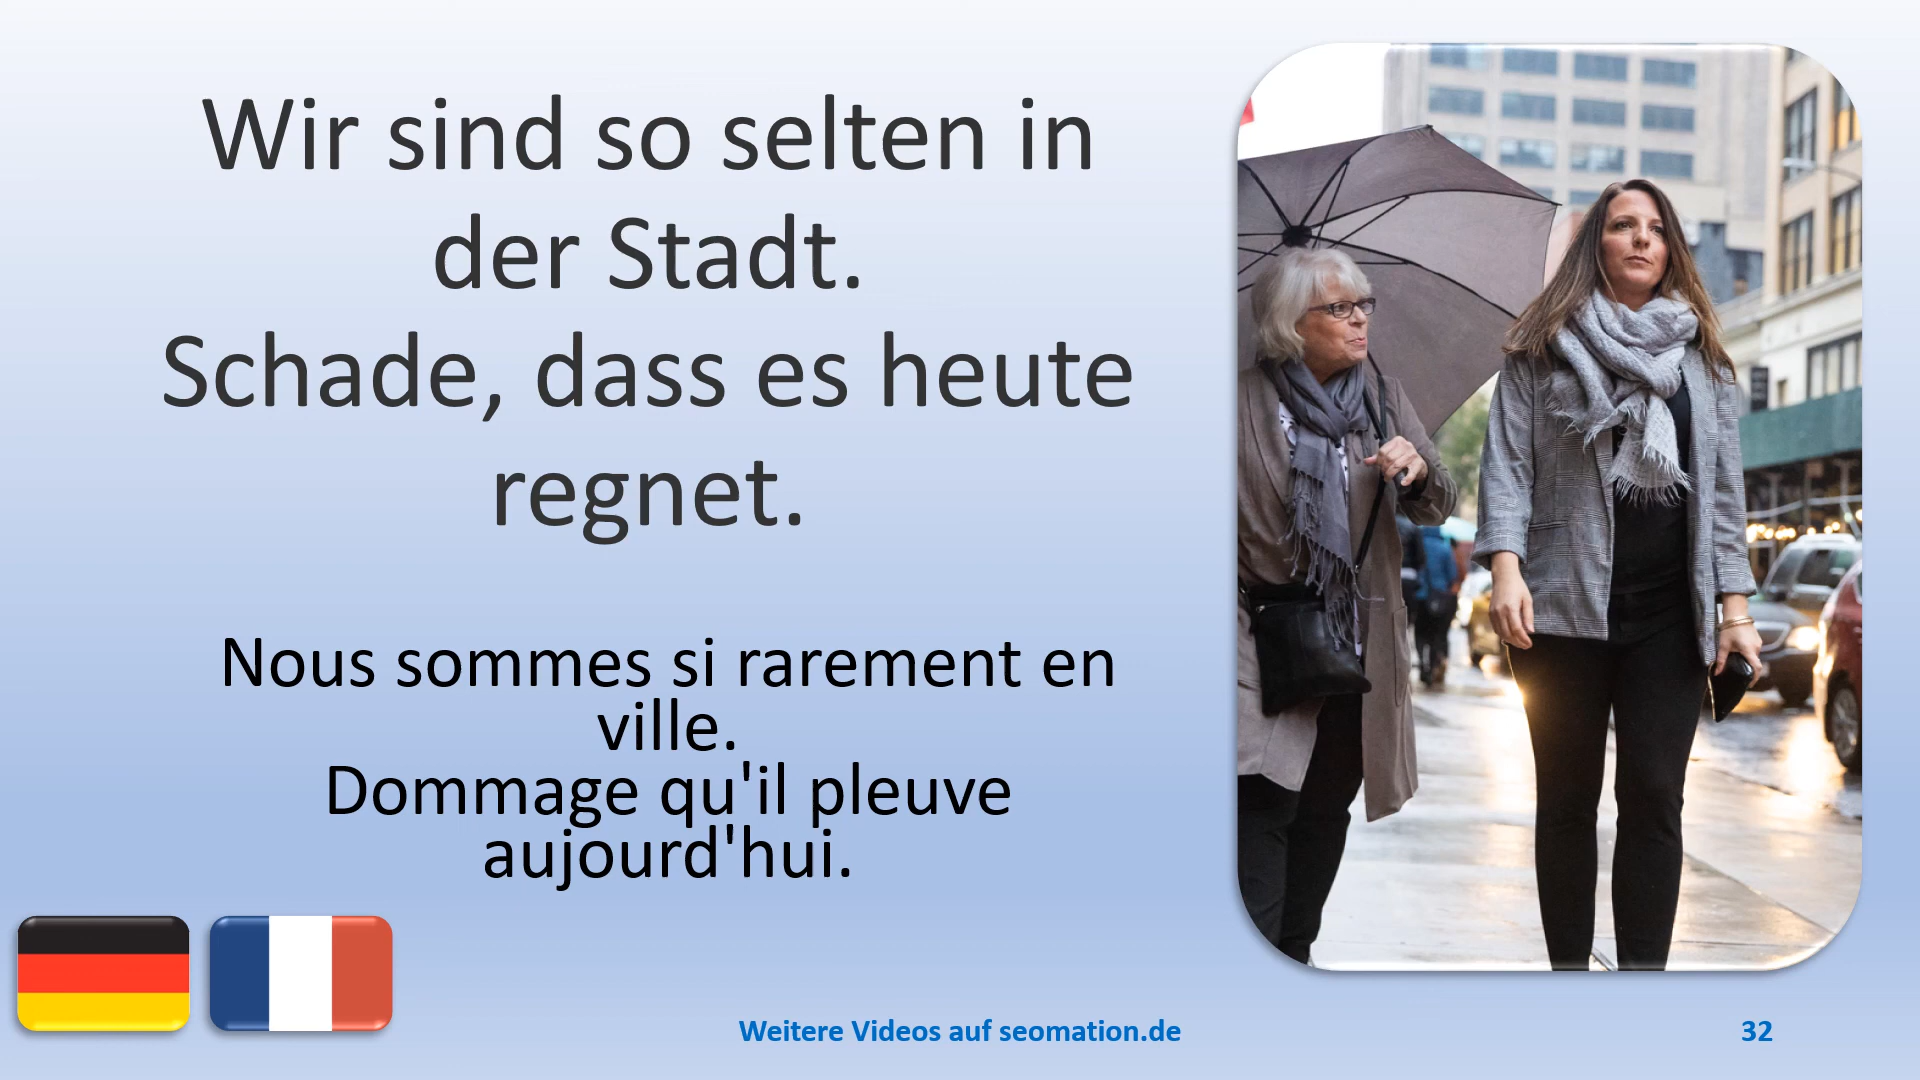 Wir sind so selten in
der Stadt.
Schade, dass es heute
regnet.
Nous sommes si rarement en
ville.
Dommage qu'il pleuve
aujourd'hui.
Weitere Videos auf seomation.de
32